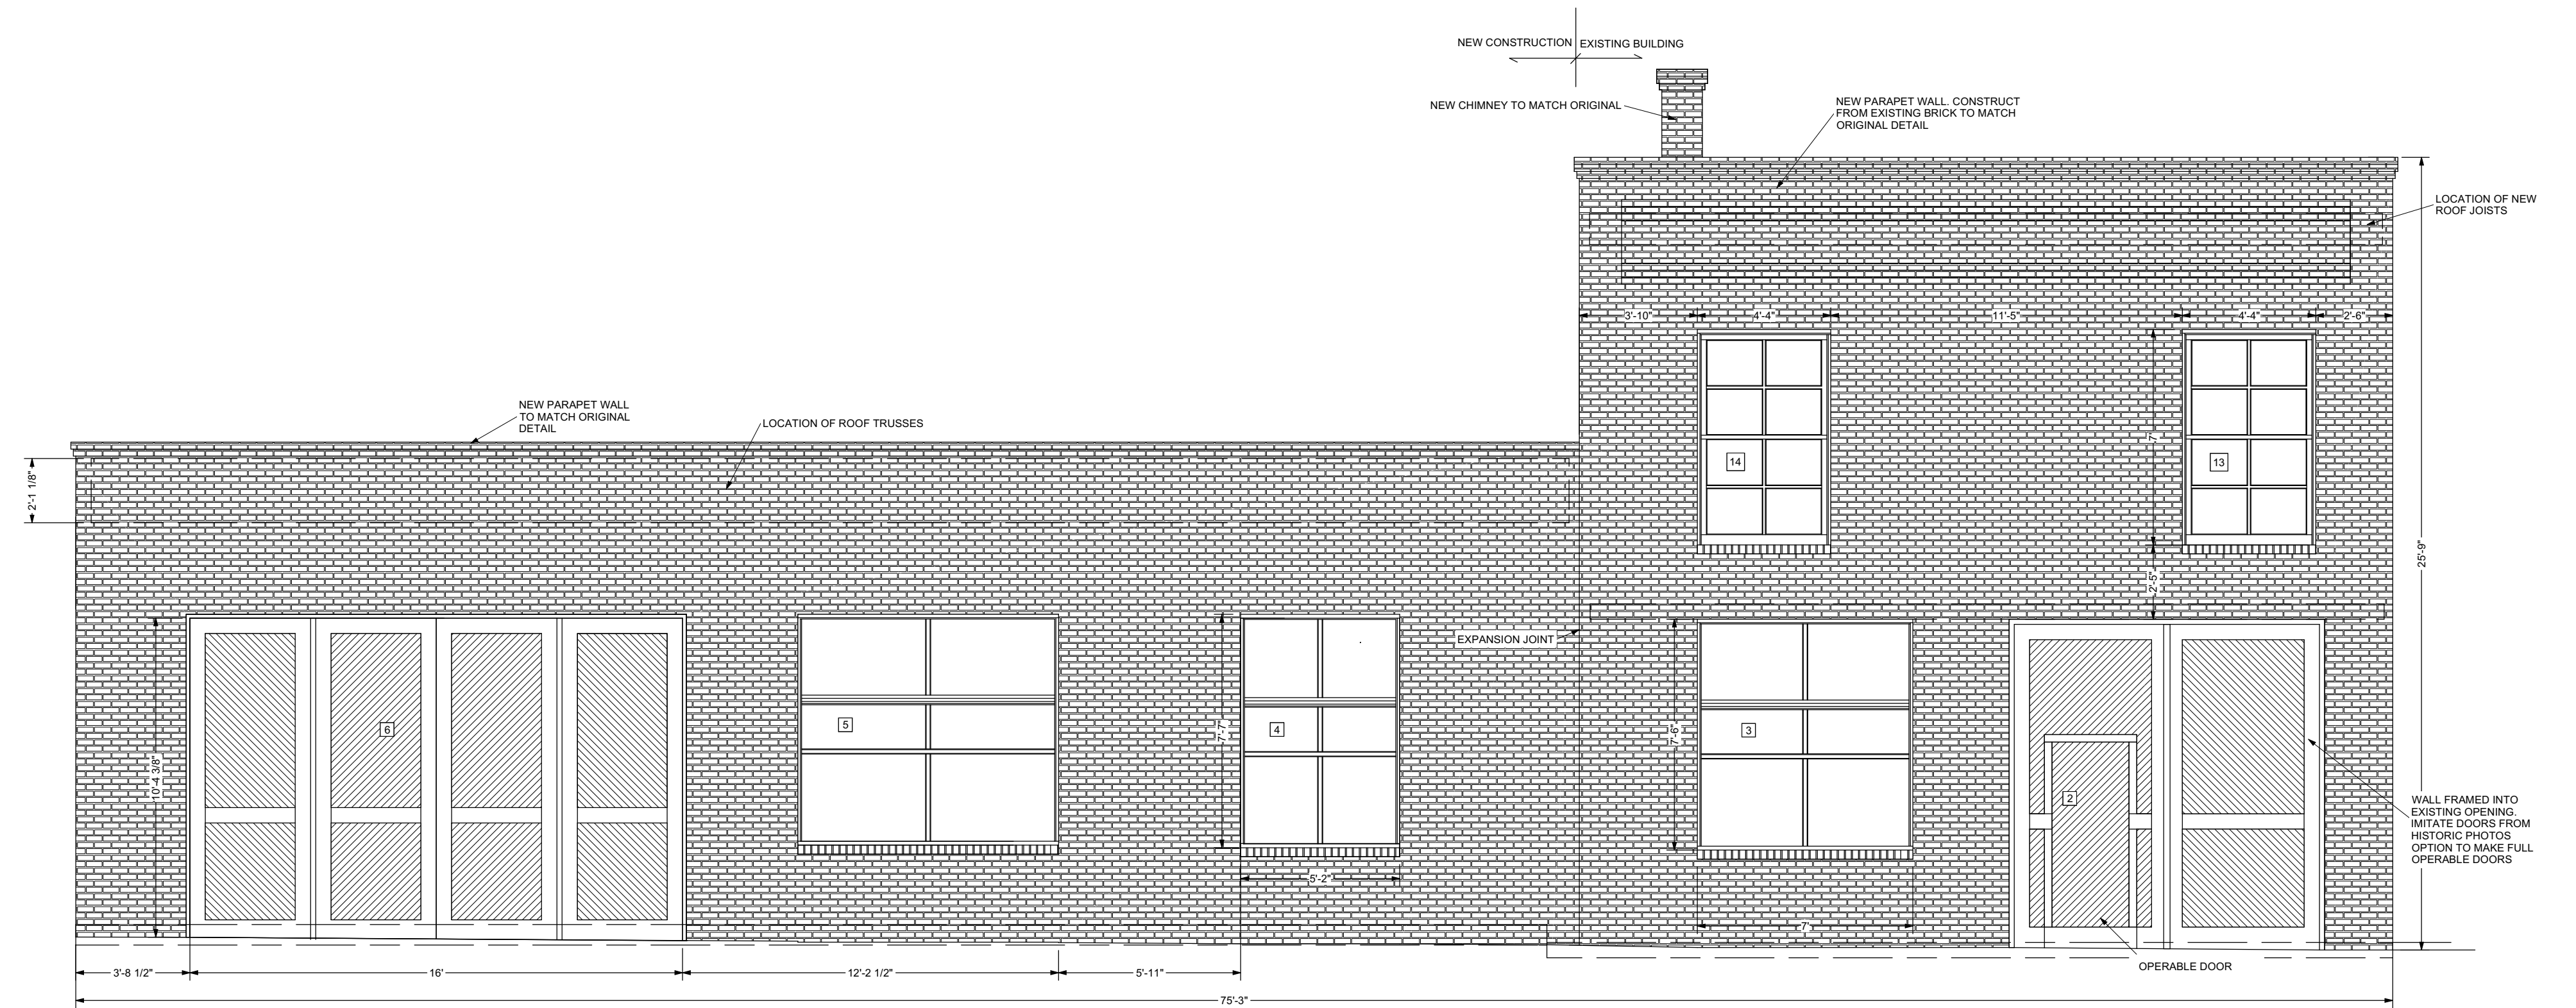 NEW CONSTRUCTION
EXISTING BUILDING
NEW CHIMNEY TO MATCH ORIGINAL
NEW PARAPET WALL. CONSTRUCT
FROM EXISTING BRICK TO MATCH
ORIGINAL DETAIL
LOCATION OF NEW
ROOF JOISTS
3'-10"
4'-4"
11'-5"
4'-4"
2'-6"
NEW PARAPET WALL
TO MATCH ORIGINAL
DETAIL
LOCATION OF ROOF TRUSSES
2'-1 1/8"
7'
14
13
25'-9"
2'-5"
EXPANSION JOINT
6
5
4
3
2
10'-4 3/8"
7'-7"
7'-6"
WALL FRAMED INTO
EXISTING OPENING.
IMITATE DOORS FROM
HISTORIC PHOTOS
OPTION TO MAKE FULL
OPERABLE DOORS
5'-2"
7'
OPERABLE DOOR
3'-8 1/2"
16'
12'-2 1/2"
5'-11"
75'-3"